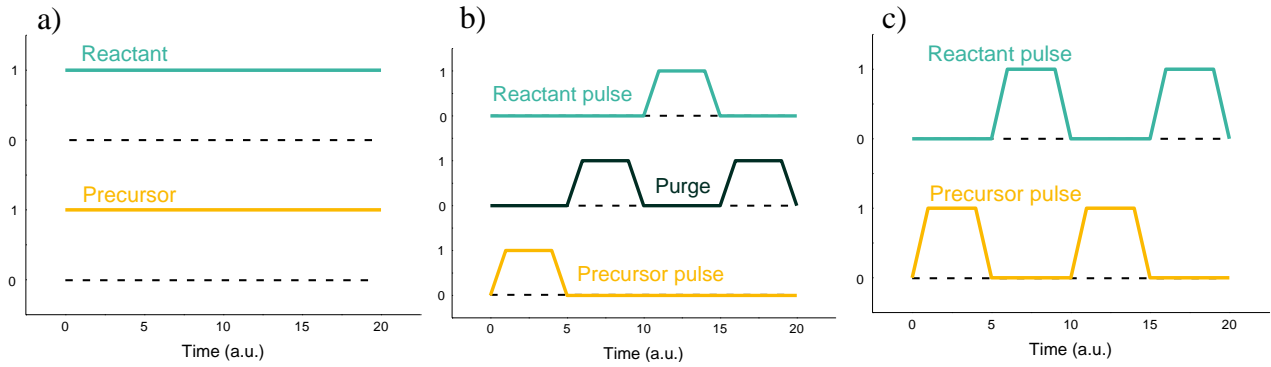 a)
Reactant
1
0
Precursor
1
0
0 5 10 15 20
Time (a.u.)
b)
1
Reactant pulse
0
1
Purge
0
1
Precursor pulse
0
0 5 10 15 20
Time (a.u.)
c)
Reactant pulse
1
0
Precursor pulse
1
0
0 5 10 15 20
Time (a.u.)